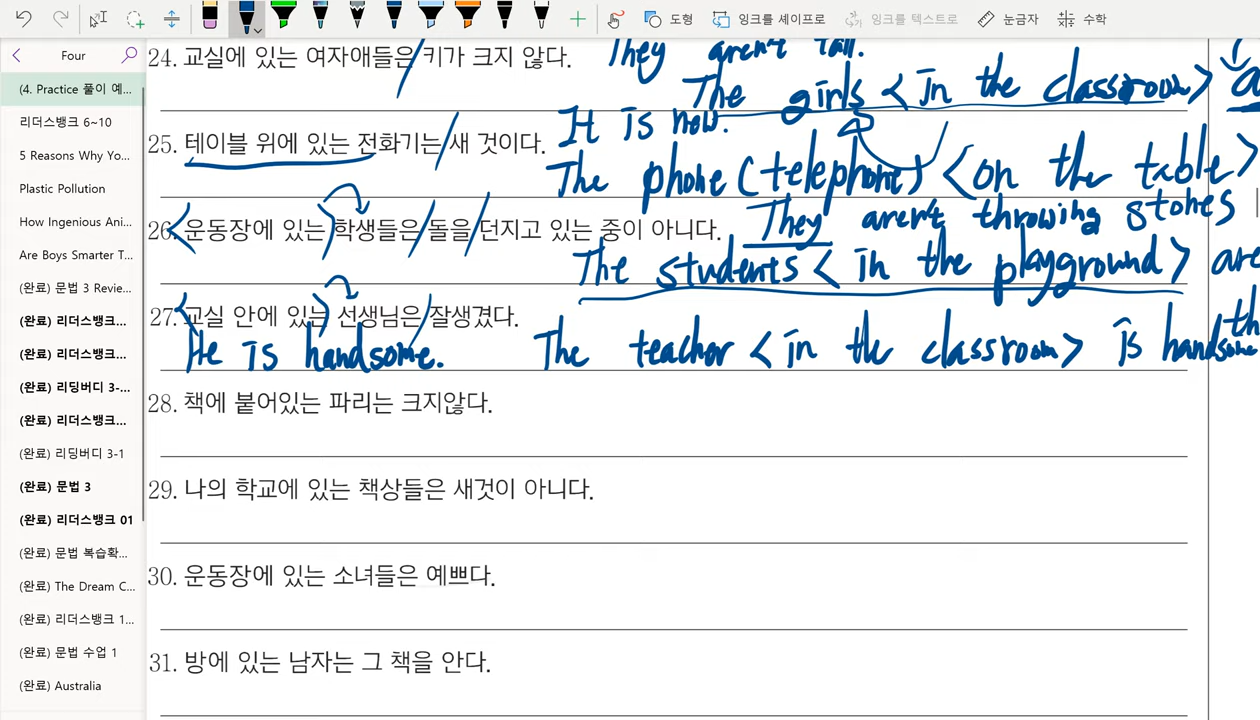 도형 잉크를 셰이프로 잉크를 텍스트로 눈금자 수학
Four
(4. Practice 풀이 예...
리더스뱅크 6~10
5 Reasons Why Yo...
Plastic Pollution
How Ingenious Ani...
Are Boys Smarter T...
(완료) 문법 3 Revie...
(완료) 리더스뱅크...
(완료) 리더스뱅크...
(완료) 리딩버디 3-...
(완료) 리더스뱅크...
(완료) 리딩버디 3-1
(완료) 문법 3
(완료) 리더스뱅크 01
(완료) 문법 복습확...
(완료) The Dream C...
(완료) 리더스뱅크 1...
(완료) 문법 수업 1
(완료) Australia
They aren't tall.
24. 교실에 있는 여자애들은 키가 크지 않다.
The girls < in the classroom > a
It is now.
25. 테이블 위에 있는 전화기는 새 것이다.
The phone (telephone) < on the table >
They aren't throwing stones
26. <운동장에 있는> 학생들은 돌을 던지고 있는 중이 아니다.
The students < in the playground > are
27. <교실 안에 있는> 선생님은 잘생겼다.
th
He is handsome. The teacher < in the classroom > is handsome
28. 책에 붙어있는 파리는 크지않다.
29. 나의 학교에 있는 책상들은 새것이 아니다.
30. 운동장에 있는 소녀들은 예쁘다.
31. 방에 있는 남자는 그 책을 안다.